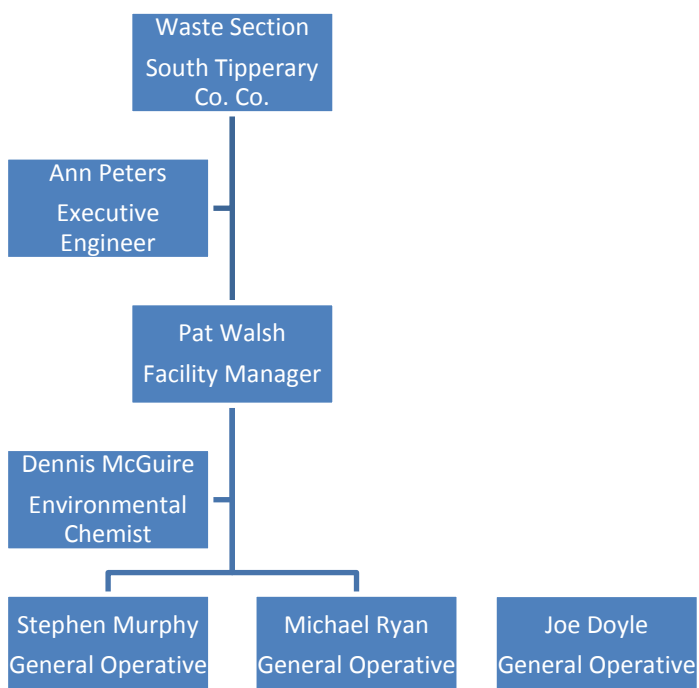 Waste Section
South Tipperary
Co. Co.
Ann Peters
Executive
Engineer
Pat Walsh
Facility Manager
Dennis McGuire
Environmental
Chemist
Stephen Murphy
General Operative
Michael Ryan
General Operative
Joe Doyle
General Operative